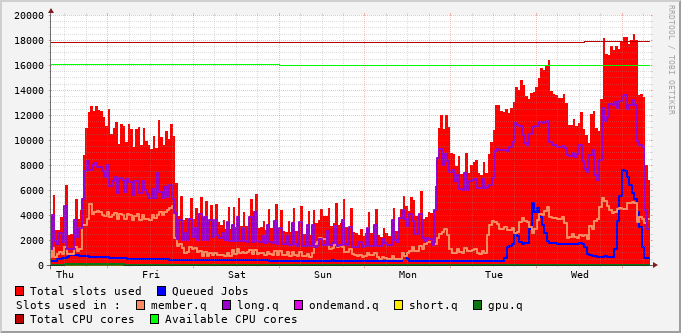 20000
18000
16000
14000
12000
10000
8000
6000
4000
2000
0
Thu Fri Sat Sun Mon Tue Wed
RRDTOOL / TOBI OETIKER
Total slots used Queued Jobs
Slots used in : member.q long.q ondemand.q short.q gpu.q
Total CPU cores Available CPU cores